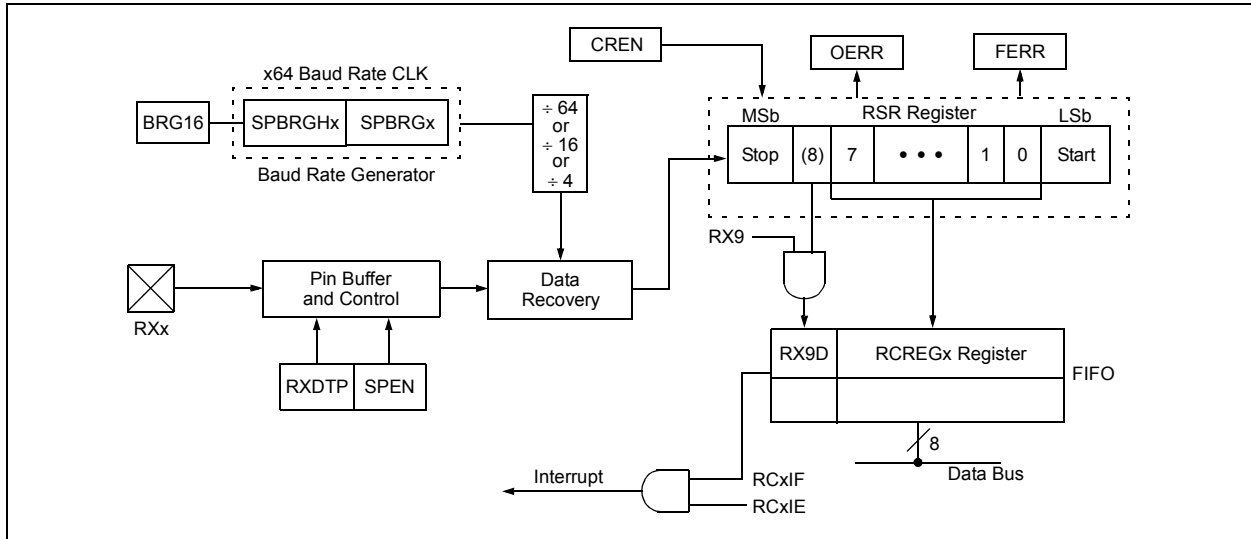 CREN
OERR
FERR
x64 Baud Rate CLK
BRG16
SPBRGHx
SPBRGx
Baud Rate Generator
÷ 64
or
÷ 16
or
÷ 4
MSb
RSR Register
LSb
Stop
(8)
7
• • •
1
0
Start
RX9
RXx
Pin Buffer
and Control
Data
Recovery
RXDTP
SPEN
RX9D
RCREGx Register
FIFO
8
Data Bus
Interrupt
RCxIF
RCxIE